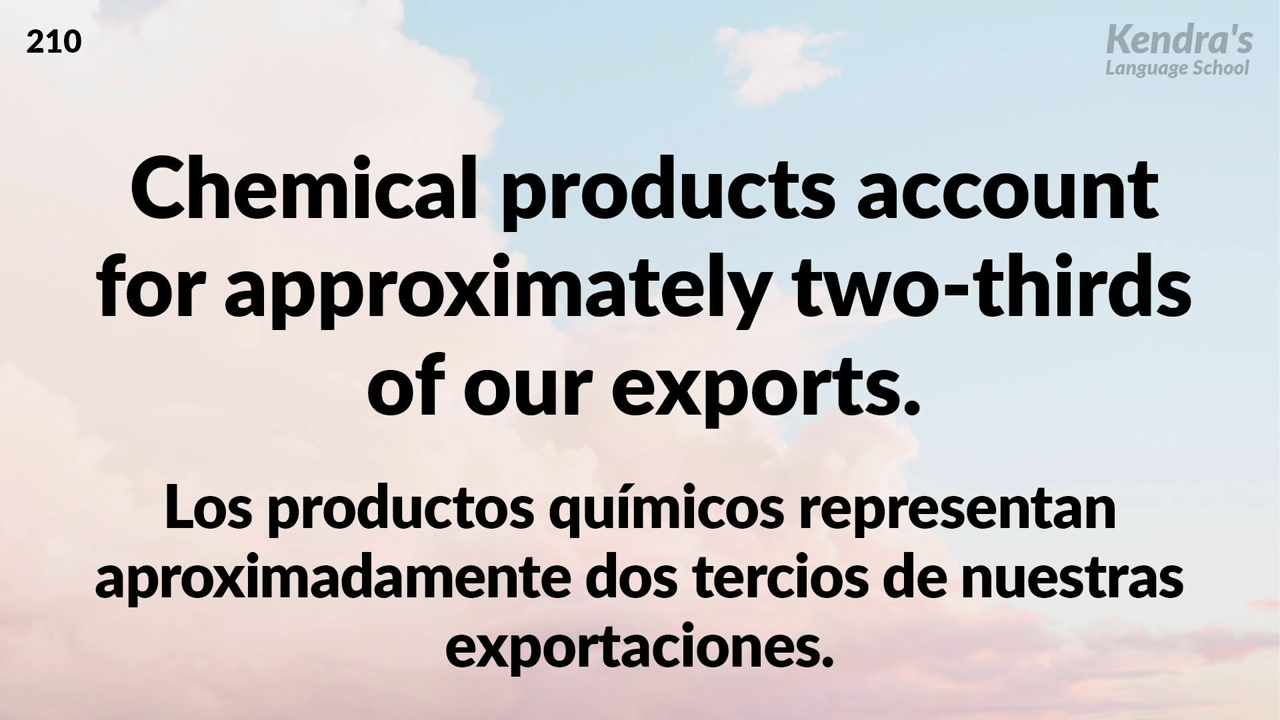 210
Kendra's
Language School
Chemical products account
for approximately two-thirds
of our exports.
Los productos químicos representan
aproximadamente dos tercios de nuestras
exportaciones.